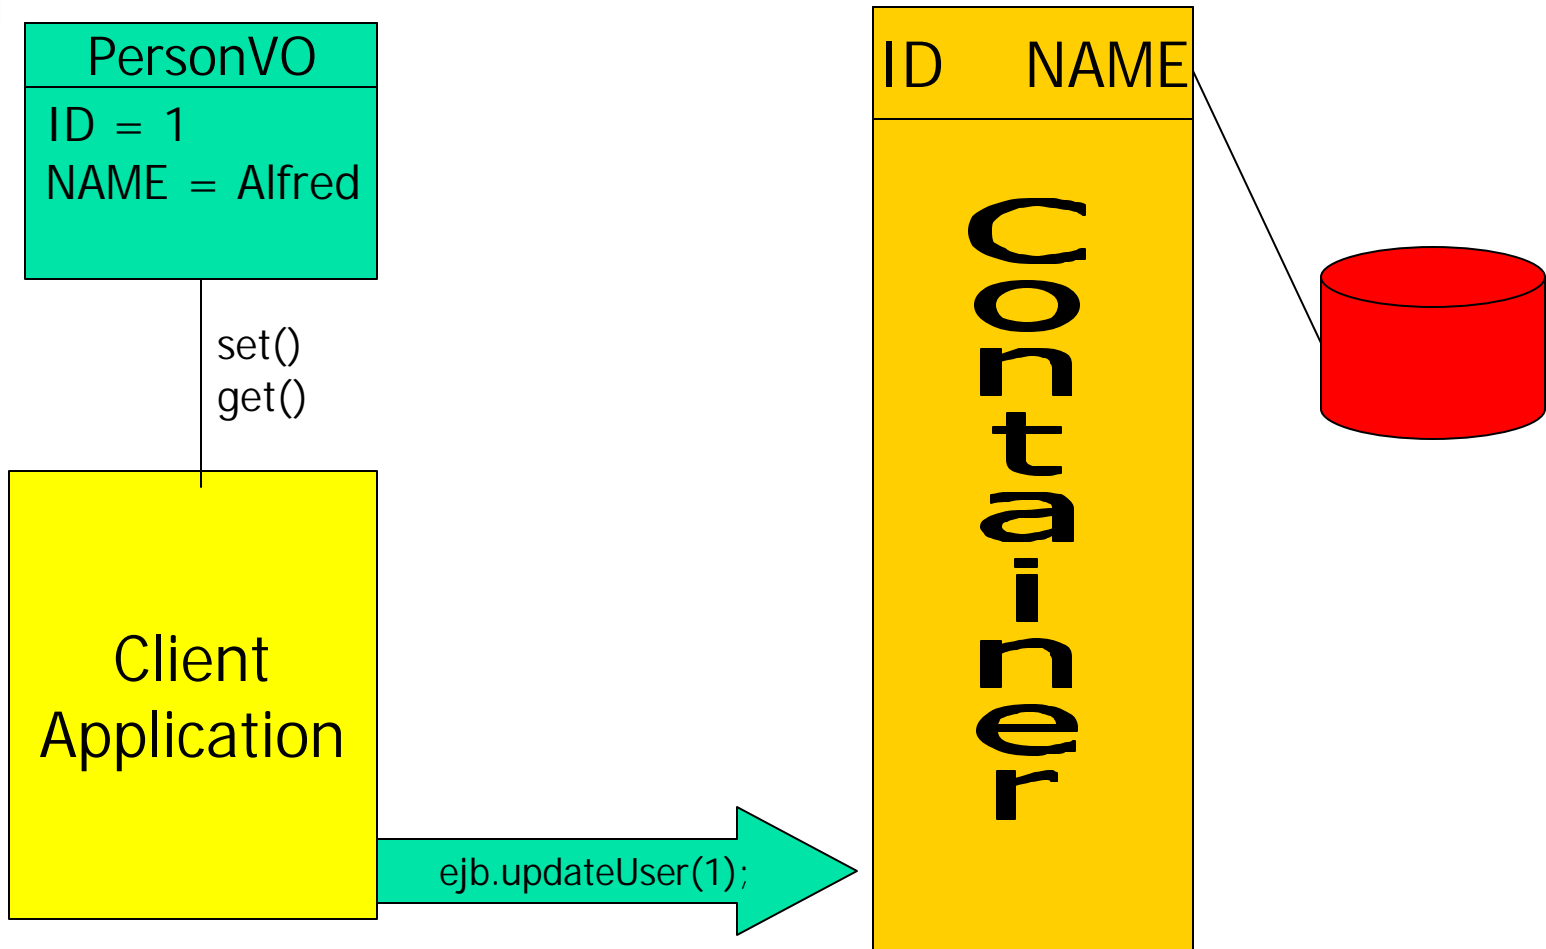 PersonVO
ID = 1
NAME = Alfred
set()
get()
Client
Application
ejb.updateUser(1);
ID NAME
Container